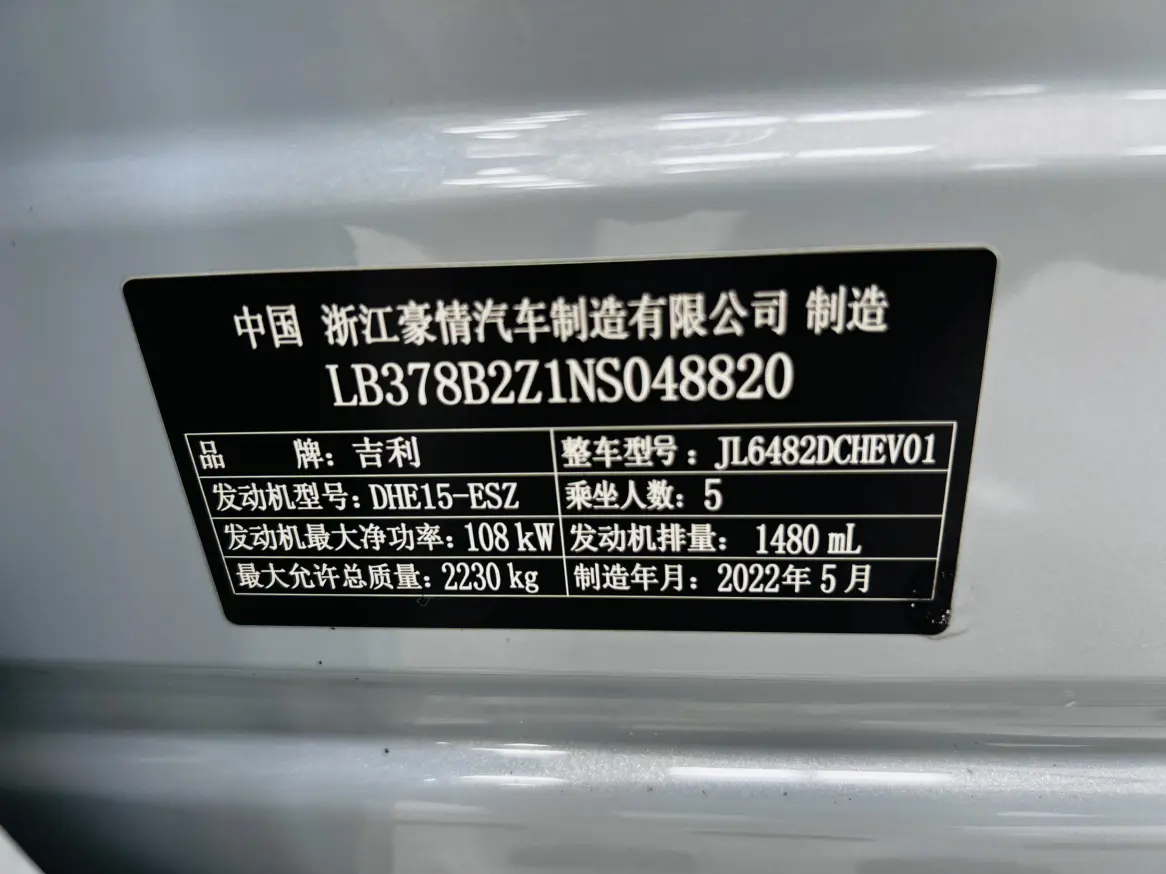 中国 浙江豪情汽车制造有限公司 制造
LB378B2Z1NS048820
品 牌：吉利 整车型号：JL6482DCHEV01
发动机型号：DHE15-ESZ 乘坐人数：5
发动机最大净功率：108 kW 发动机排量：1480 mL
最大允许总质量：2230 kg 制造年月：2022年 5 月